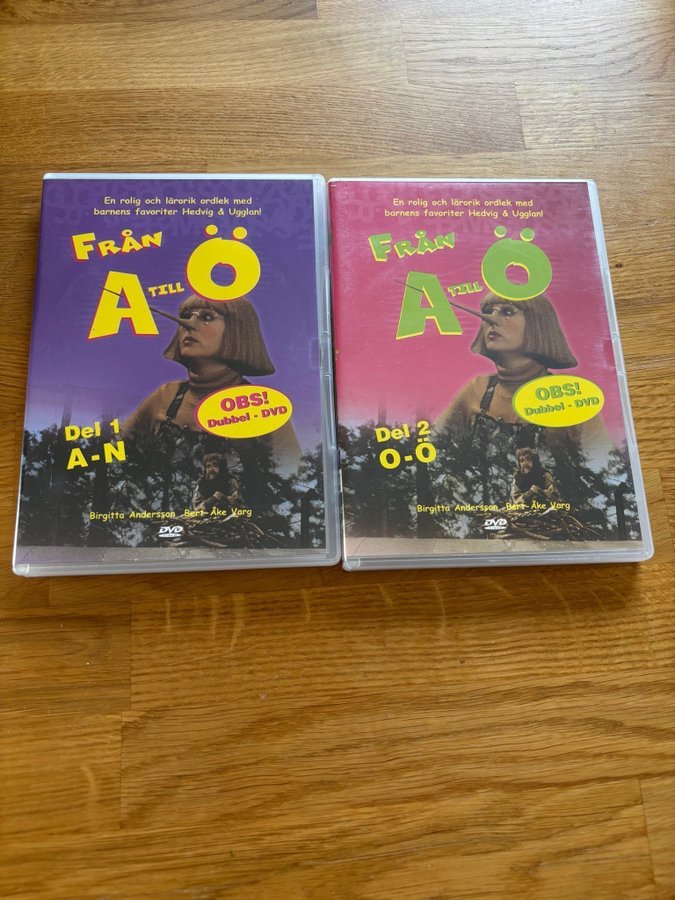 En rolig och lärorik ordlek med
barnens favoriter Hedvig & Ugglan!
FRÅN
A TILL Ö
OBS!
Dubbel - DVD
Del 1
A - N
Birgitta Andersson Bert-Åke Varg
DVD
VIDEO
En rolig och lärorik ordlek med
barnens favoriter Hedvig & Ugglan!
FRÅN
A TILL Ö
OBS!
Dubbel - DVD
Del 2
O - Ö
Birgitta Andersson Bert-Åke Varg
DVD
VIDEO